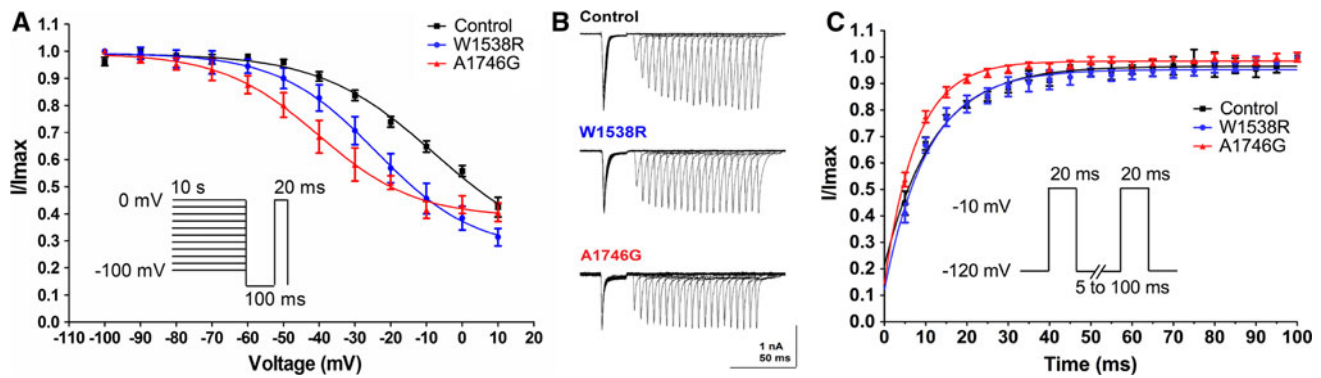 A
1.1
1.0
0.9
0.8
0.7
0.6
0.5
0.4
0.3
0.2
0.1
0.0
I/Imax
Control
W1538R
A1746G
10 s
20 ms
0 mV
-100 mV
100 ms
-110 -100 -90 -80 -70 -60 -50 -40 -30 -20 -10 0 10 20
Voltage (mV)
B
Control
W1538R
A1746G
1 nA
50 ms
C
1.1
1.0
0.9
0.8
0.7
0.6
0.5
0.4
0.3
0.2
0.1
0.0
I/Imax
Control
W1538R
A1746G
20 ms
20 ms
-10 mV
-120 mV
5 to 100 ms
0 10 20 30 40 50 60 70 80 90 100
Time (ms)